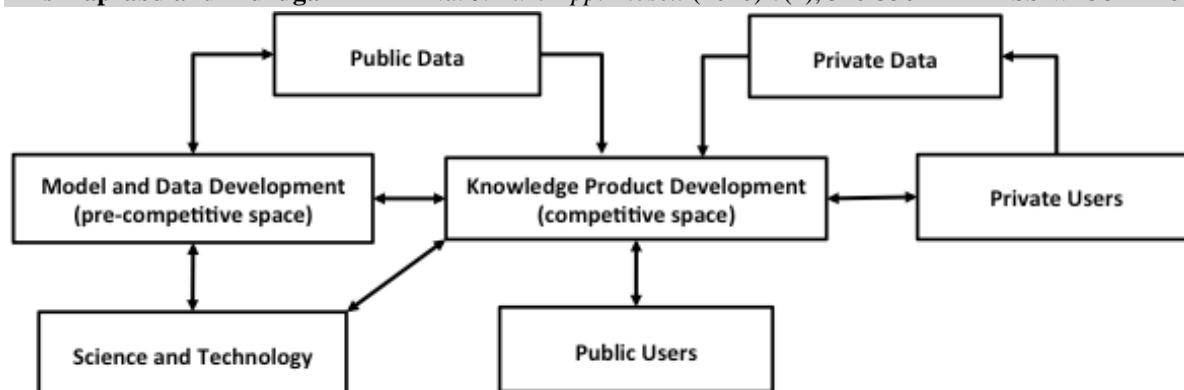 Public Data
Private Data
Model and Data Development
(pre-competitive space)
Knowledge Product Development
(competitive space)
Private Users
Science and Technology
Public Users